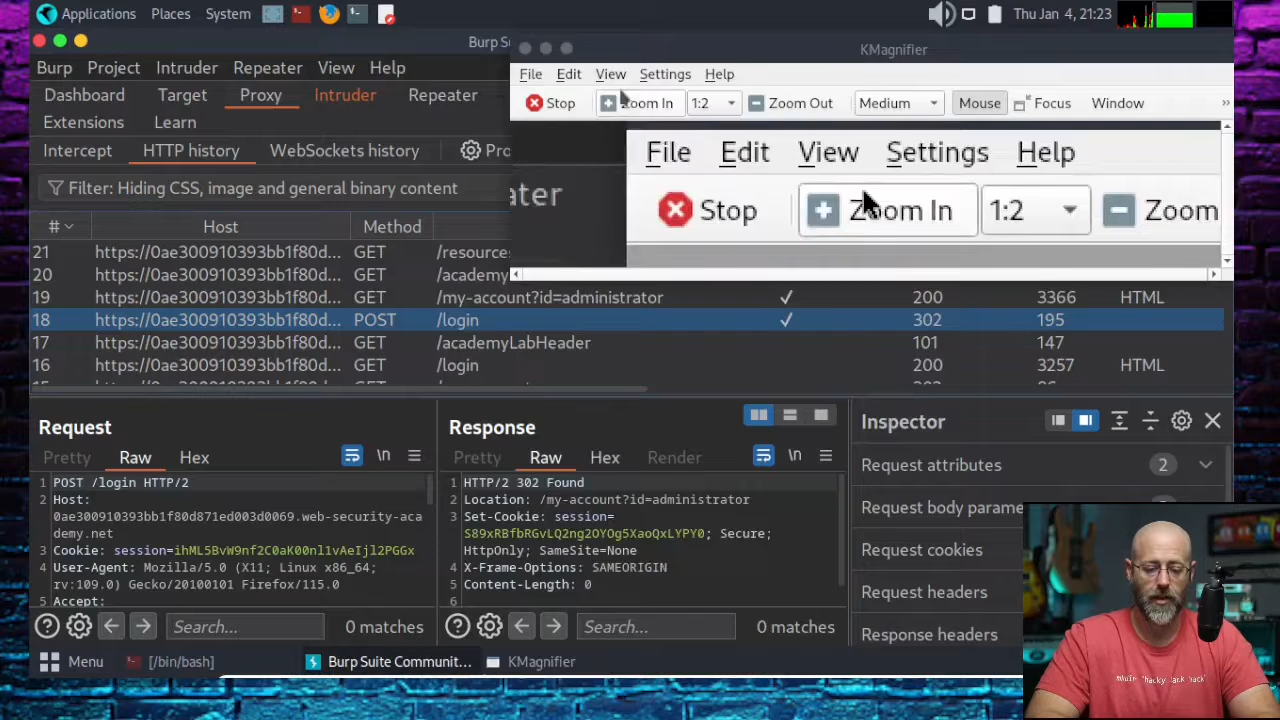 Applications Places System Thu Jan 4, 21:23
Burp Su
KMagnifier
Burp Project Intruder Repeater View Help
File Edit View Settings Help
Dashboard Target Proxy Intruder Repeater
Stop Zoom In 1:2 Zoom Out Medium Mouse Focus Window »
Extensions Learn
Intercept HTTP history WebSockets history Pro
File Edit View Settings Help
Filter: Hiding CSS, image and general binary content
ater
Stop Zoom In 1:2 Zoom
# Host Method
21 https://0ae300910393bb1f80d... GET /resource
20 https://0ae300910393bb1f80d... GET /academy
19 https://0ae300910393bb1f80d... GET /my-account?id=administrator ✓ 200 3366 HTML
18 https://0ae300910393bb1f80d... POST /login ✓ 302 195
17 https://0ae300910393bb1f80d... GET /academyLabHeader 101 147
16 https://0ae300910393bb1f80d... GET /login 200 3257 HTML
Request
Response
Inspector
Pretty Raw Hex \n
Pretty Raw Hex Render \n
Request attributes 2
1 POST /login HTTP/2
2 Host:
0ae300910393bb1f80d871ed003d0069.web-security-aca
demy.net
3 Cookie: session=ihML5BvW9nf2C0aK00nl1vAeIjl2PGGx
4 User-Agent: Mozilla/5.0 (X11; Linux x86_64;
rv:109.0) Gecko/20100101 Firefox/115.0
5 Accept:
1 HTTP/2 302 Found
2 Location: /my-account?id=administrator
3 Set-Cookie: session=
S89xRBfbRGvLQ2ng2OYOg5XaoQxLYPY0; Secure;
HttpOnly; SameSite=None
4 X-Frame-Options: SAMEORIGIN
5 Content-Length: 0
6
Request body parame
Request cookies
Request headers
Response headers
Search... 0 matches
Search... 0 matches
Menu [/bin/bash] Burp Suite Communit... KMagnifier